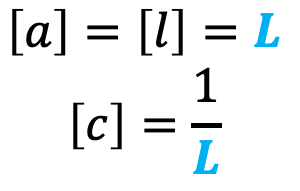 [a] = [l] = L
[c] = 1/L